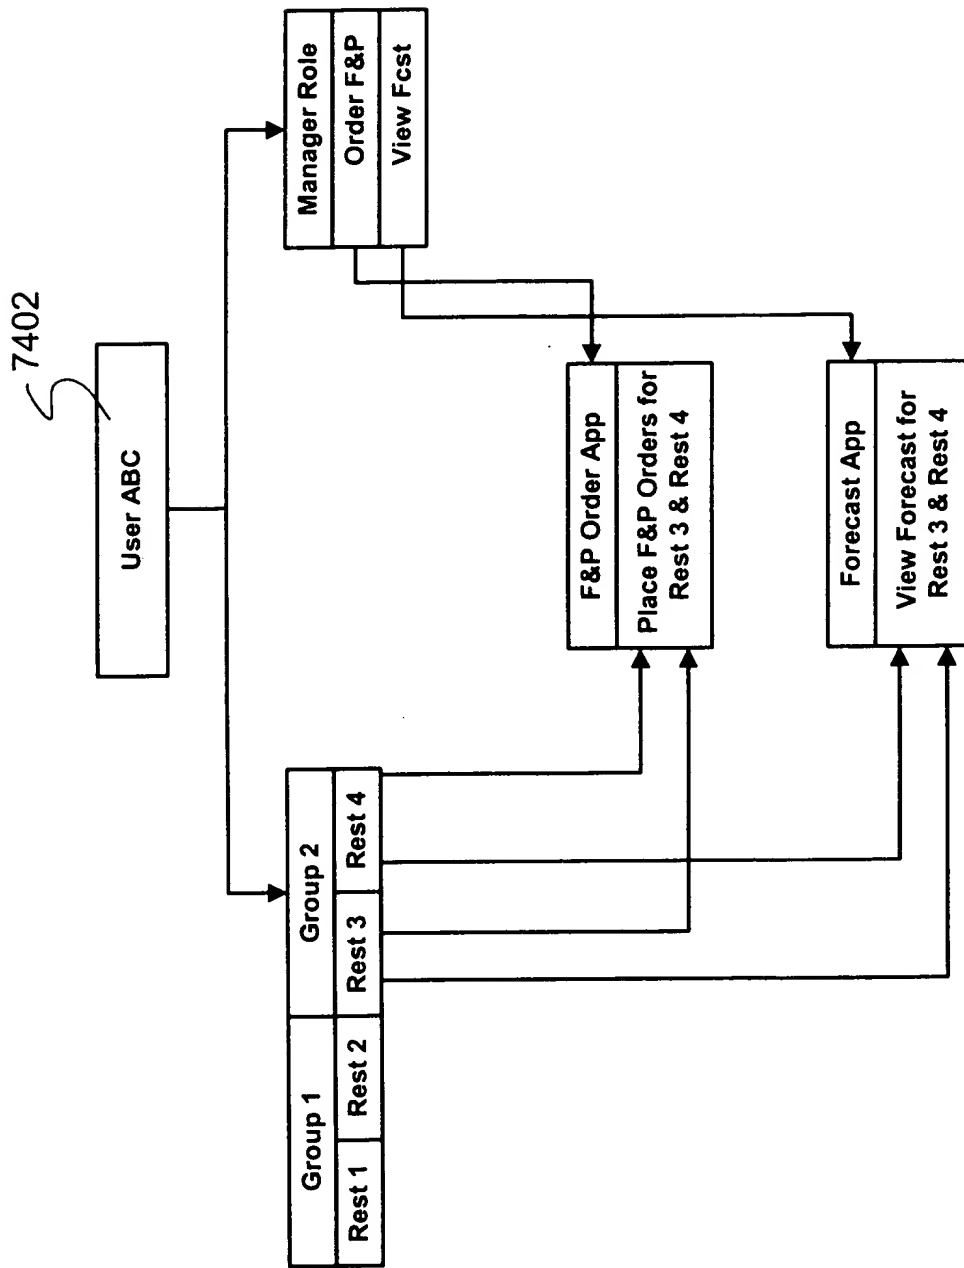 7402
User ABC
Group 1
Group 2
Rest 1
Rest 2
Rest 3
Rest 4
Manager Role
Order F&P
View Fcst
F&P Order App
Place F&P Orders for
Rest 3 & Rest 4
Forecast App
View Forecast for
Rest 3 & Rest 4